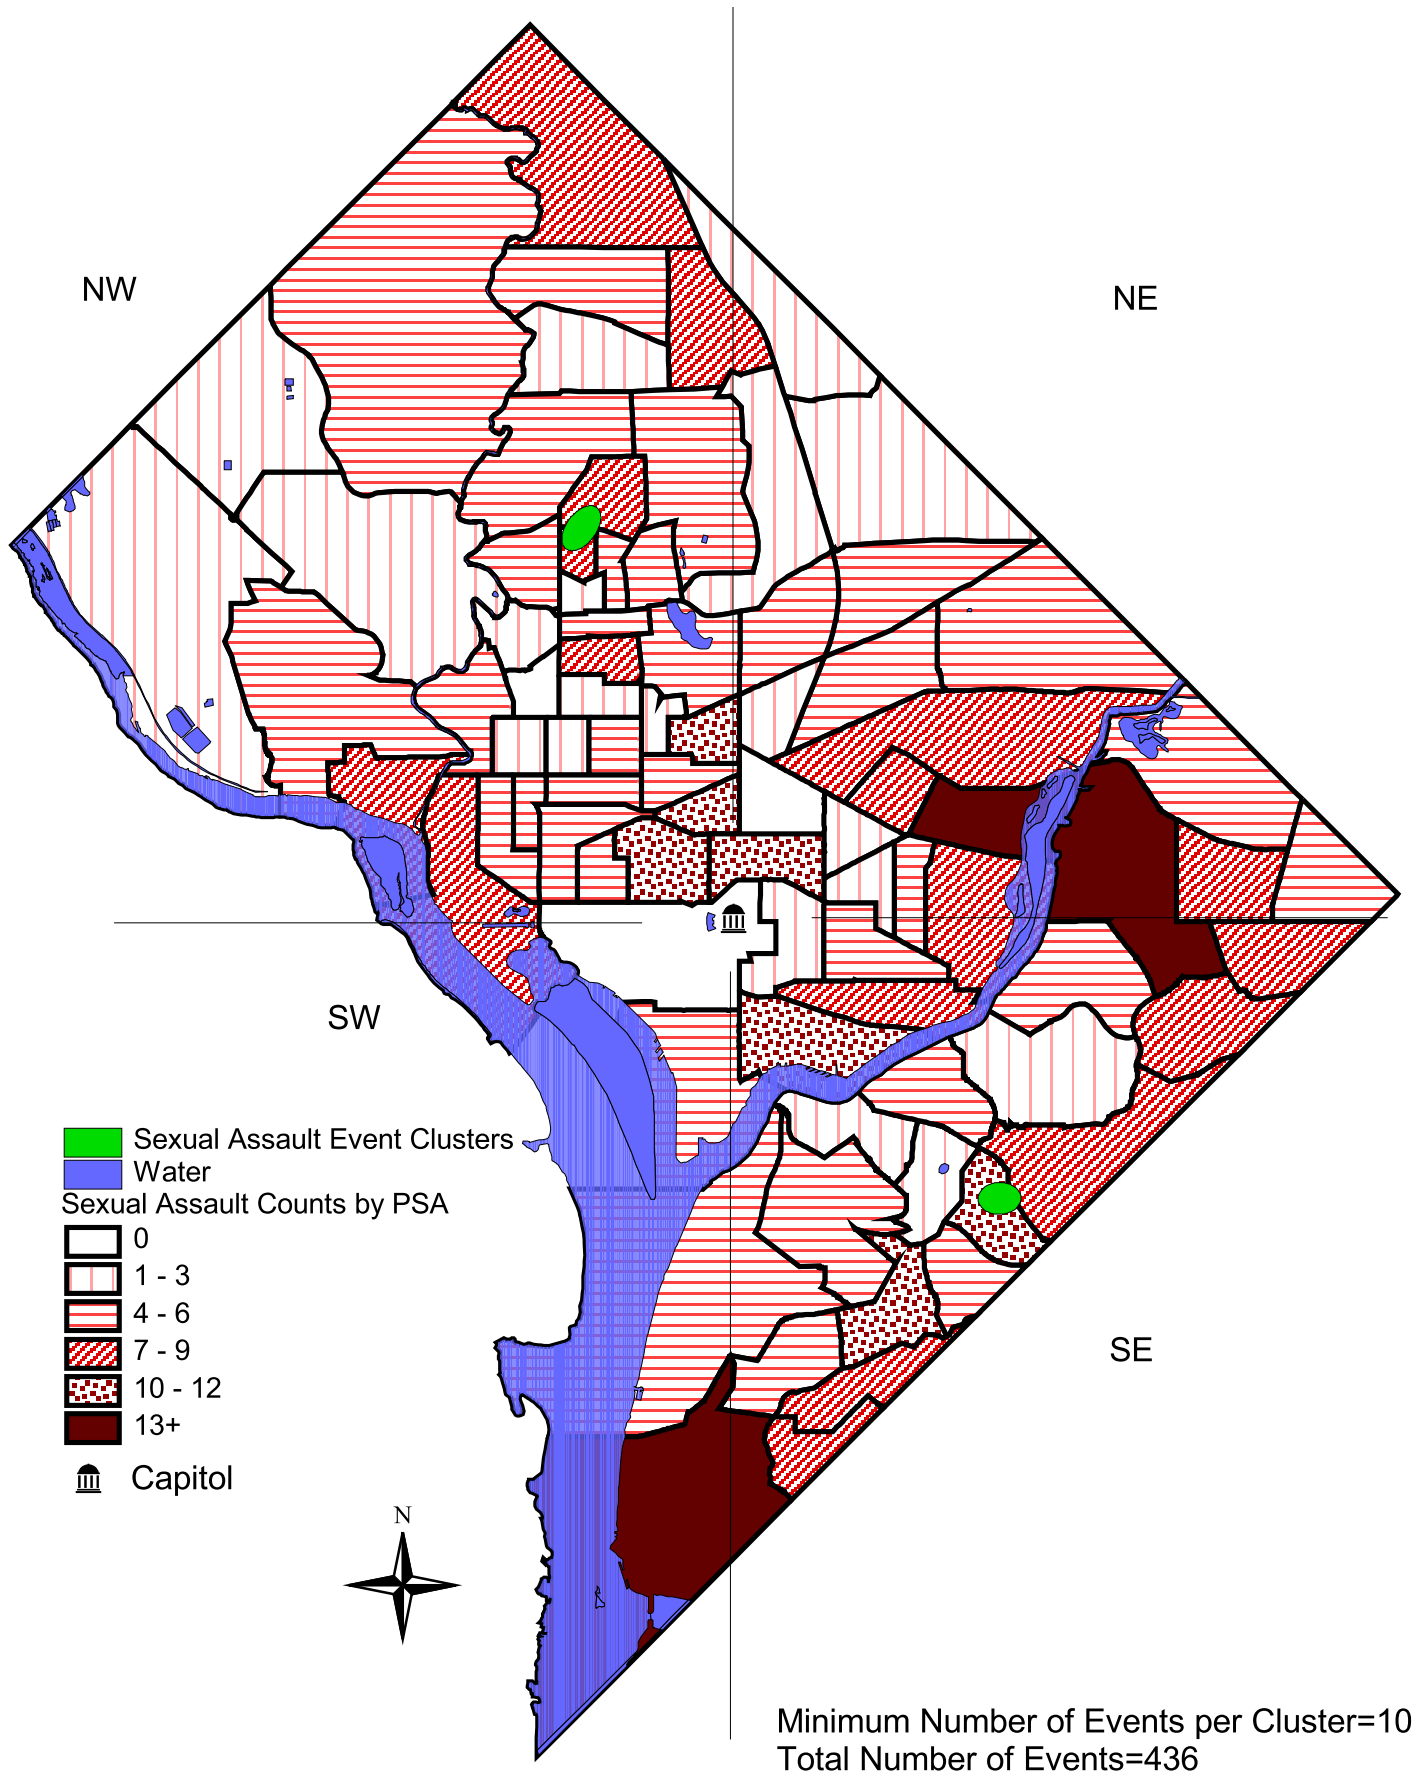 NW
NE
SW
Sexual Assault Event Clusters
Water
Sexual Assault Counts by PSA
0
1 - 3
4 - 6
7 - 9
10 - 12
13+
Capitol
SE
N
Minimum Number of Events per Cluster=10
Total Number of Events=436